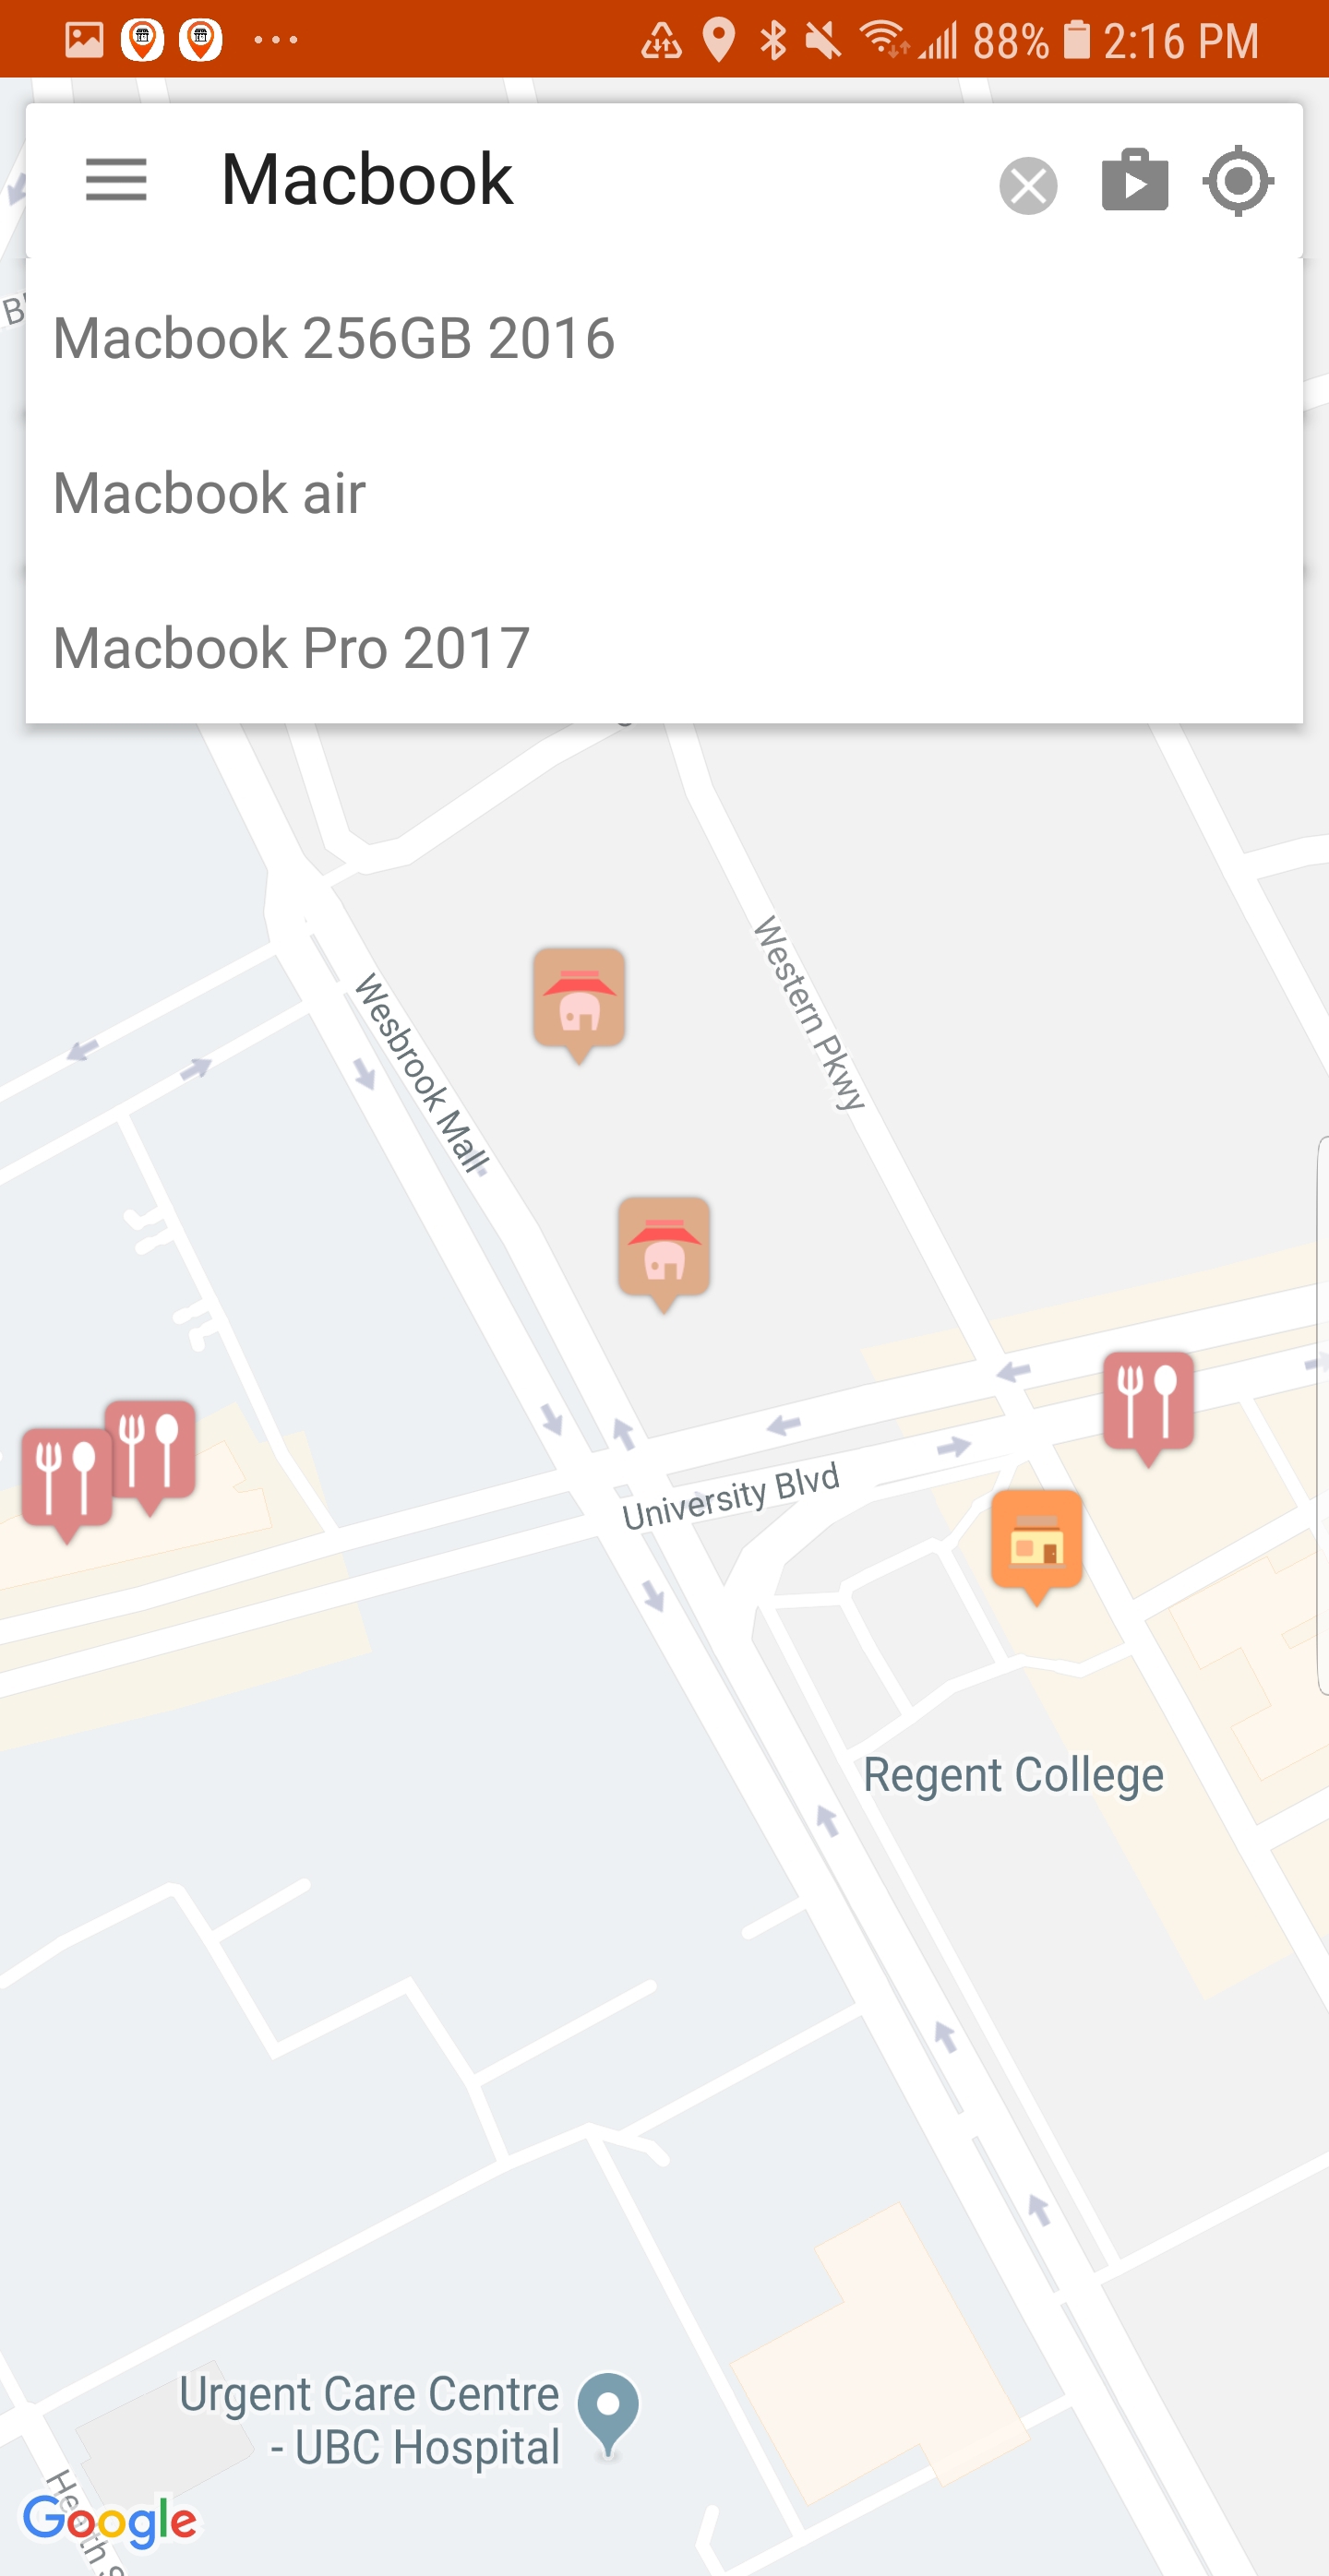 88% 2:16 PM
Macbook
Macbook 256GB 2016
Macbook air
Macbook Pro 2017
Western Pkwy
Wesbrook Mall
University Blvd
Regent College
Urgent Care Centre
- UBC Hospital
Google